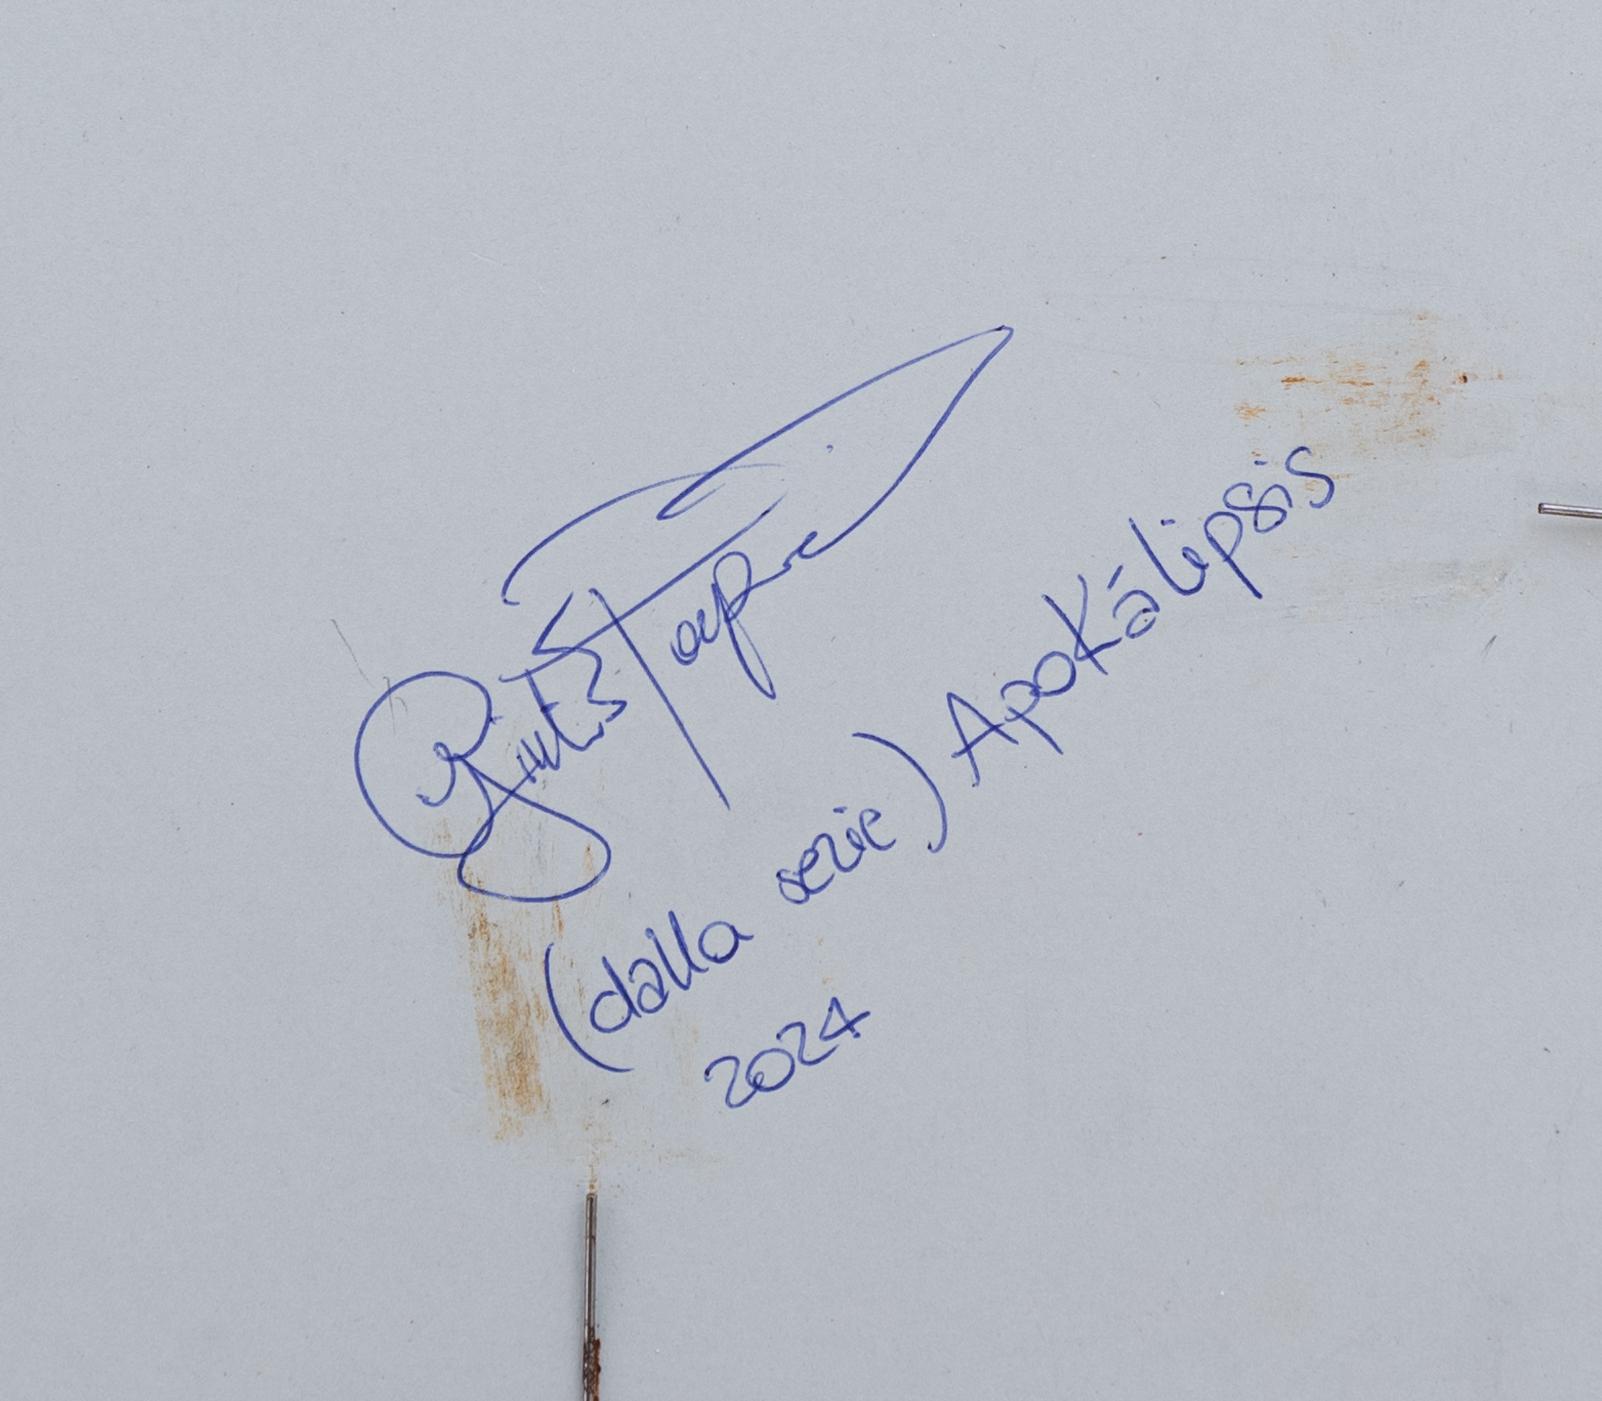 (dalla serie) Apokálipsis
2024